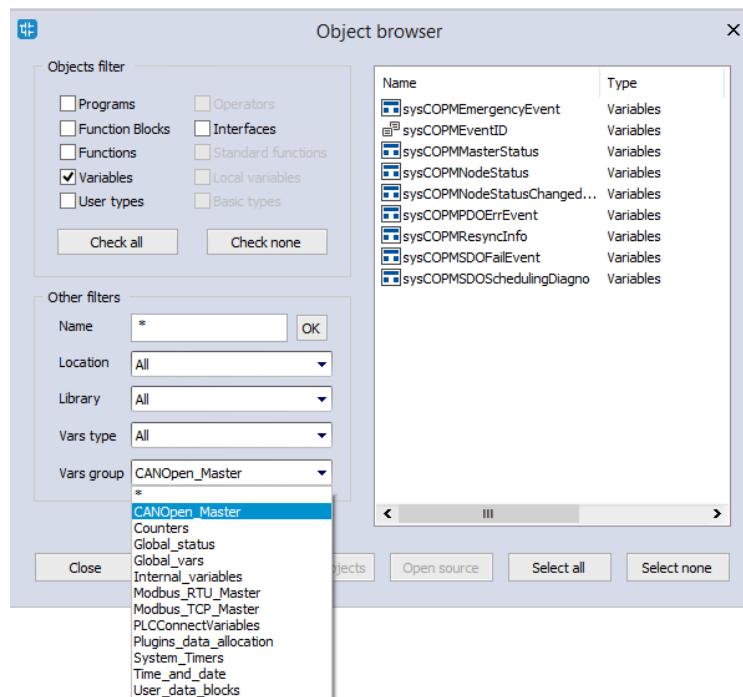 Object browser
Objects filter
Programs
Operators
Function Blocks
Interfaces
Functions
Standard functions
Variables
Local variables
User types
Basic types
Check all
Check none
Other filters
Name
*
OK
Location
All
Library
All
Vars type
All
Vars group
CANOpen_Master
*
CANOpen_Master
Counters
Global_status
Global_vars
Internal_variables
Modbus_RTU_Master
Modbus_TCP_Master
PLCConnectVariables
Plugins_data_allocation
System_Timers
Time_and_date
User_data_blocks
Name Type
sysCOPMEmergencyEvent Variables
sysCOPMEventID Variables
sysCOPMMasterStatus Variables
sysCOPMNodeStatus Variables
sysCOPMNodeStatusChanged... Variables
sysCOPMPDOErrEvent Variables
sysCOPMResyncInfo Variables
sysCOPMSDOFailEvent Variables
sysCOPMSDOSchedulingDiagno Variables
Close
Open source
Select all
Select none